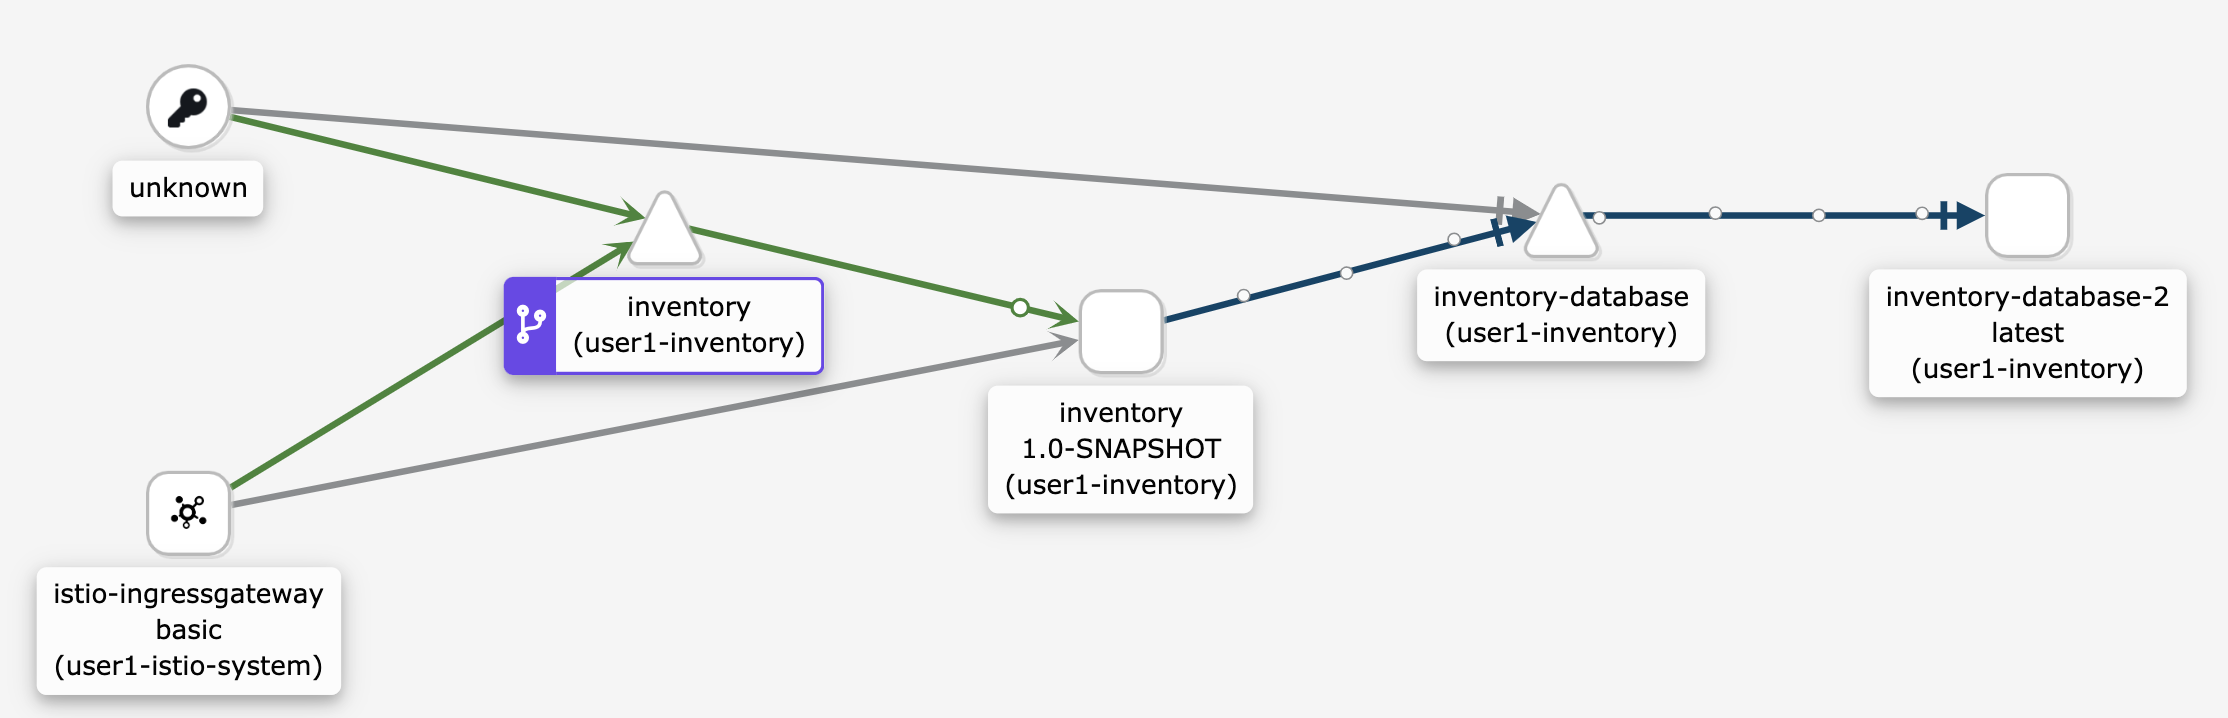 unknown
inventory
(user1-inventory)
inventory-database
(user1-inventory)
inventory-database-2
latest
(user1-inventory)
inventory
1.0-SNAPSHOT
(user1-inventory)
istio-ingressgateway
basic
(user1-istio-system)